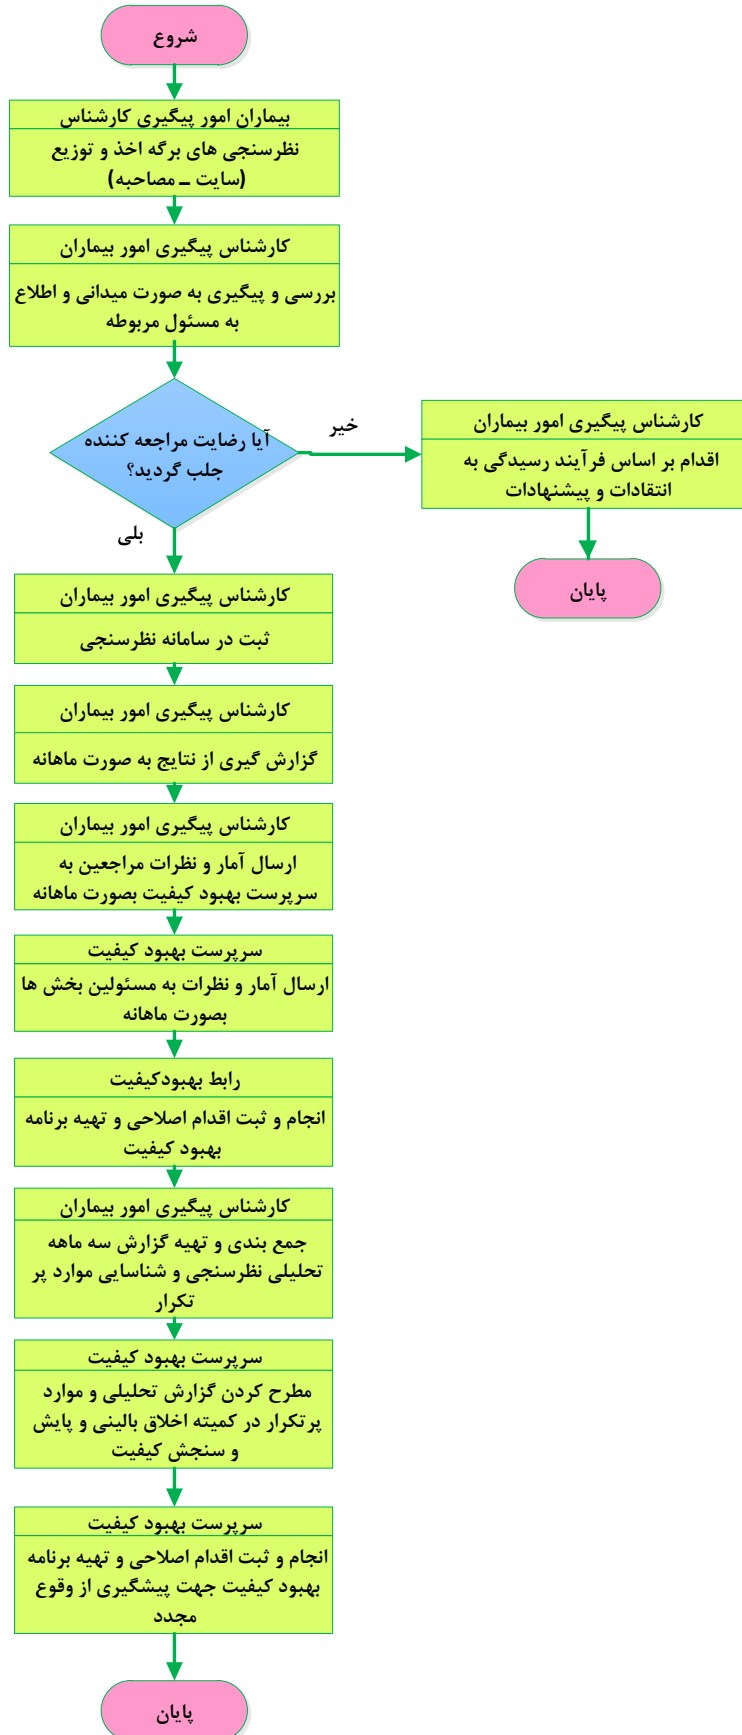 شروع
بیماران امور پیگیری کارشناس
نظرسنجی های برگه اخذ و توزیع
(سایت – مصاحبه)
کارشناس پیگیری امور بیماران
بررسی و پیگیری به صورت میدانی و اطلاع
به مسئول مربوطه
آیا رضایت مراجعه کننده
جلب گردید؟
خیر
کارشناس پیگیری امور بیماران
اقدام بر اساس فرآیند رسیدگی به
انتقادات و پیشنهادات
پایان
بلی
کارشناس پیگیری امور بیماران
ثبت در سامانه نظرسنجی
کارشناس پیگیری امور بیماران
گزارش گیری از نتایج به صورت ماهانه
کارشناس پیگیری امور بیماران
ارسال آمار و نظرات مراجعین به
سرپرست بهبود کیفیت بصورت ماهانه
سرپرست بهبود کیفیت
ارسال آمار و نظرات به مسئولین بخش ها
بصورت ماهانه
رابط بهبودکیفیت
انجام و ثبت اقدام اصلاحی و تهیه برنامه
بهبود کیفیت
کارشناس پیگیری امور بیماران
جمع بندی و تهیه گزارش سه ماهه
تحلیلی نظرسنجی و شناسایی موارد پر
تکرار
سرپرست بهبود کیفیت
مطرح کردن گزارش تحلیلی و موارد
پرتکرار در کمیته اخلاق بالینی و پایش
و سنجش کیفیت
سرپرست بهبود کیفیت
انجام و ثبت اقدام اصلاحی و تهیه برنامه
بهبود کیفیت جهت پیشگیری از وقوع
مجدد
پایان